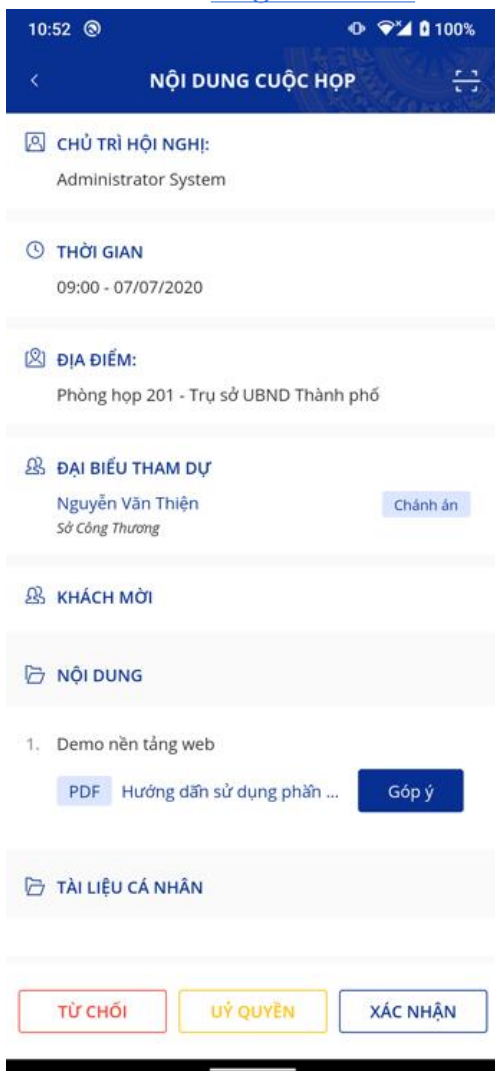 10:52 100%
NỘI DUNG CUỘC HỌP
CHỦ TRÌ HỘI NGHỊ:
Administrator System
THỜI GIAN
09:00 - 07/07/2020
ĐỊA ĐIỂM:
Phòng họp 201 - Trụ sở UBND Thành phố
ĐẠI BIỂU THAM DỰ
Nguyễn Văn Thiện Chánh án
Sở Công Thương
KHÁCH MỜI
NỘI DUNG
1. Demo nền tảng web
PDF Hướng dẫn sử dụng phần ... Góp ý
TÀI LIỆU CÁ NHÂN
TỪ CHỐI UỶ QUYỀN XÁC NHẬN